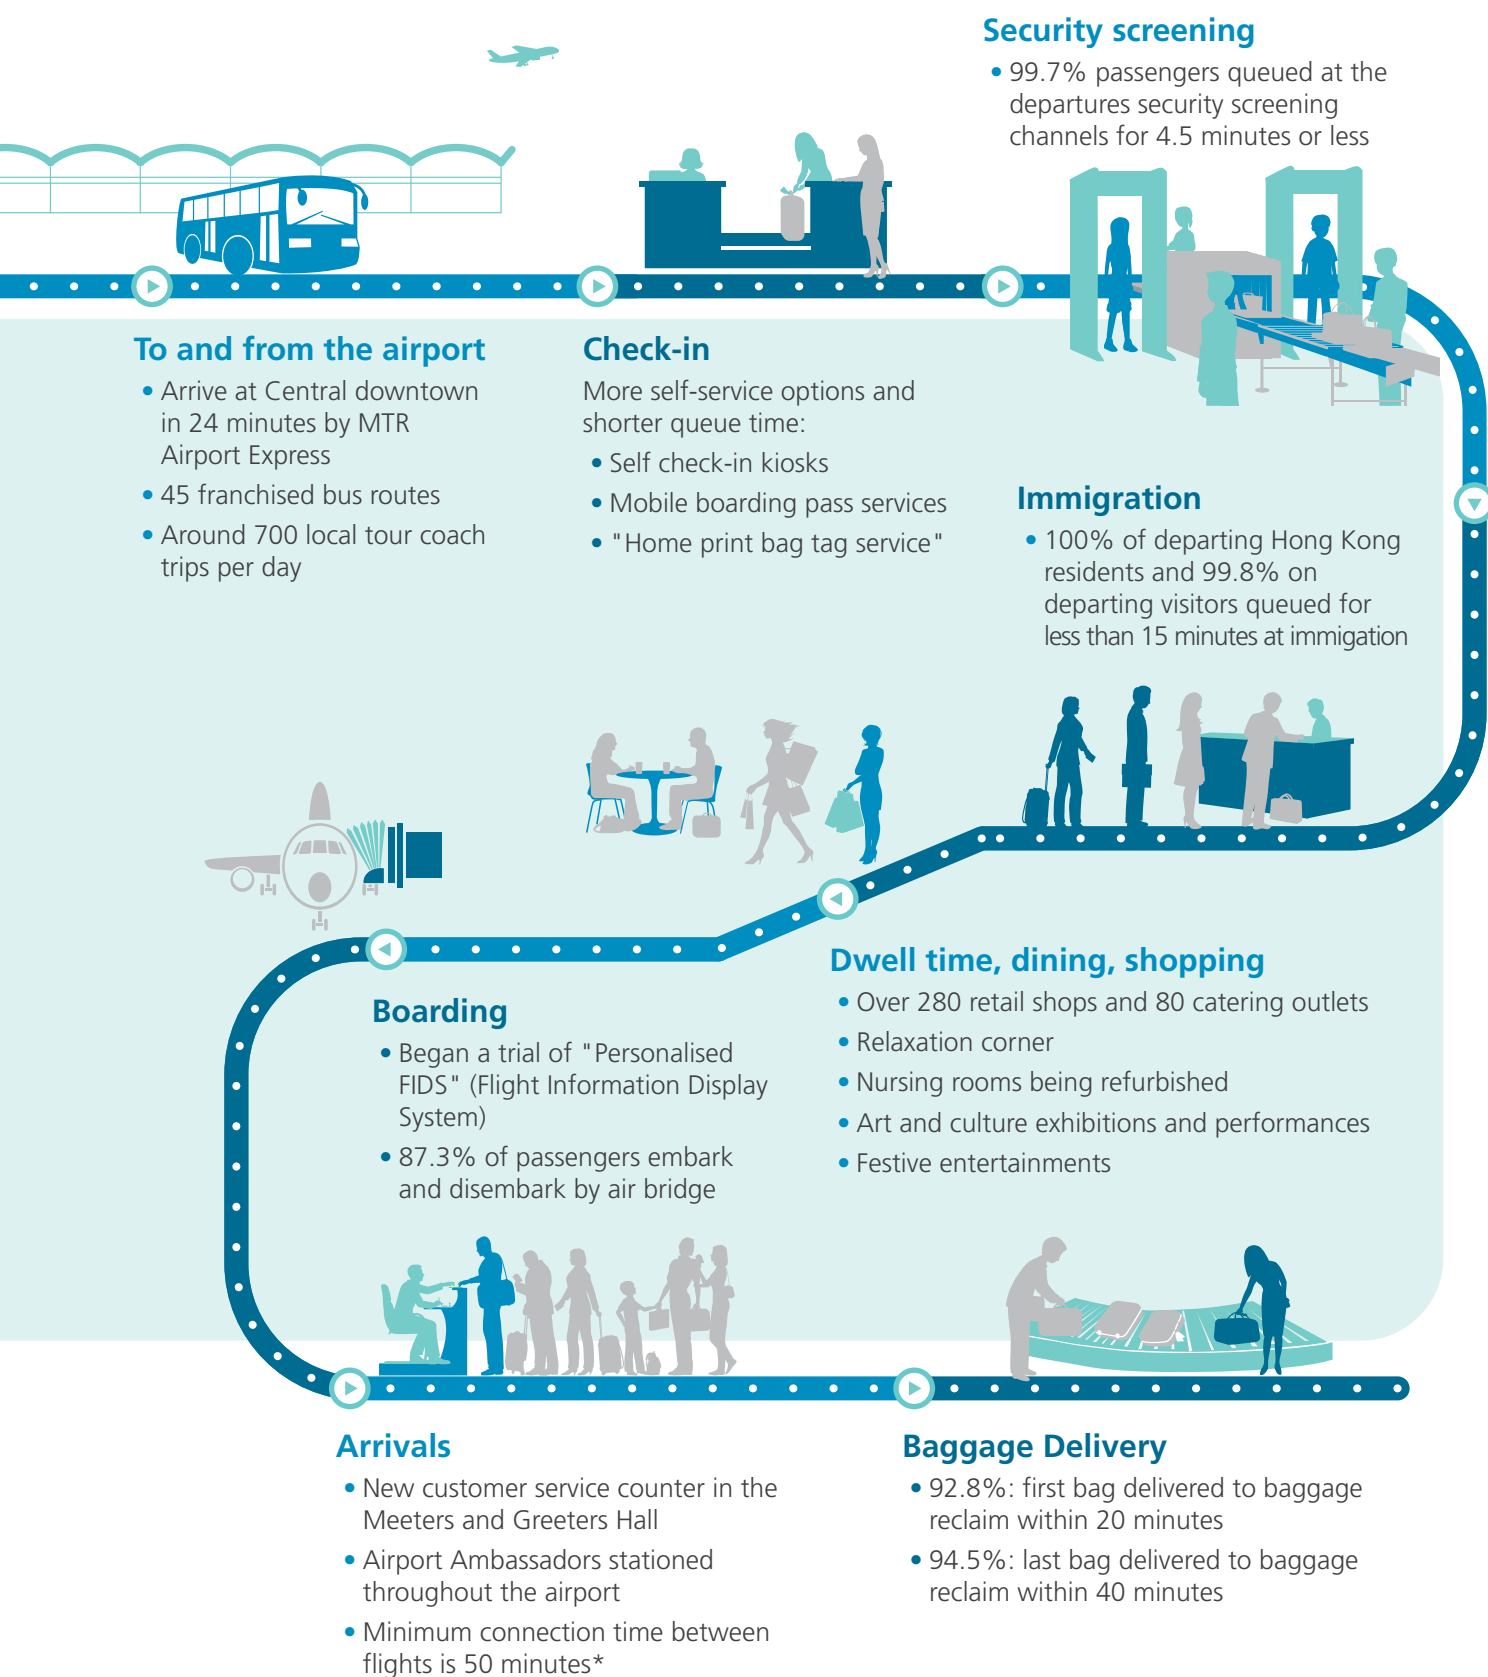 Security screening
• 99.7% passengers queued at the
departures security screening
channels for 4.5 minutes or less
To and from the airport
• Arrive at Central downtown
in 24 minutes by MTR
Airport Express
• 45 franchised bus routes
• Around 700 local tour coach
trips per day
Check-in
More self-service options and
shorter queue time:
• Self check-in kiosks
• Mobile boarding pass services
• "Home print bag tag service"
Immigration
• 100% of departing Hong Kong
residents and 99.8% on
departing visitors queued for
less than 15 minutes at immigation
Dwell time, dining, shopping
• Over 280 retail shops and 80 catering outlets
• Relaxation corner
• Nursing rooms being refurbished
• Art and culture exhibitions and performances
• Festive entertainments
Boarding
• Began a trial of "Personalised
FIDS" (Flight Information Display
System)
• 87.3% of passengers embark
and disembark by air bridge
Arrivals
• New customer service counter in the
Meeters and Greeters Hall
• Airport Ambassadors stationed
throughout the airport
• Minimum connection time between
flights is 50 minutes*
Baggage Delivery
• 92.8%: first bag delivered to baggage
reclaim within 20 minutes
• 94.5%: last bag delivered to baggage
reclaim within 40 minutes